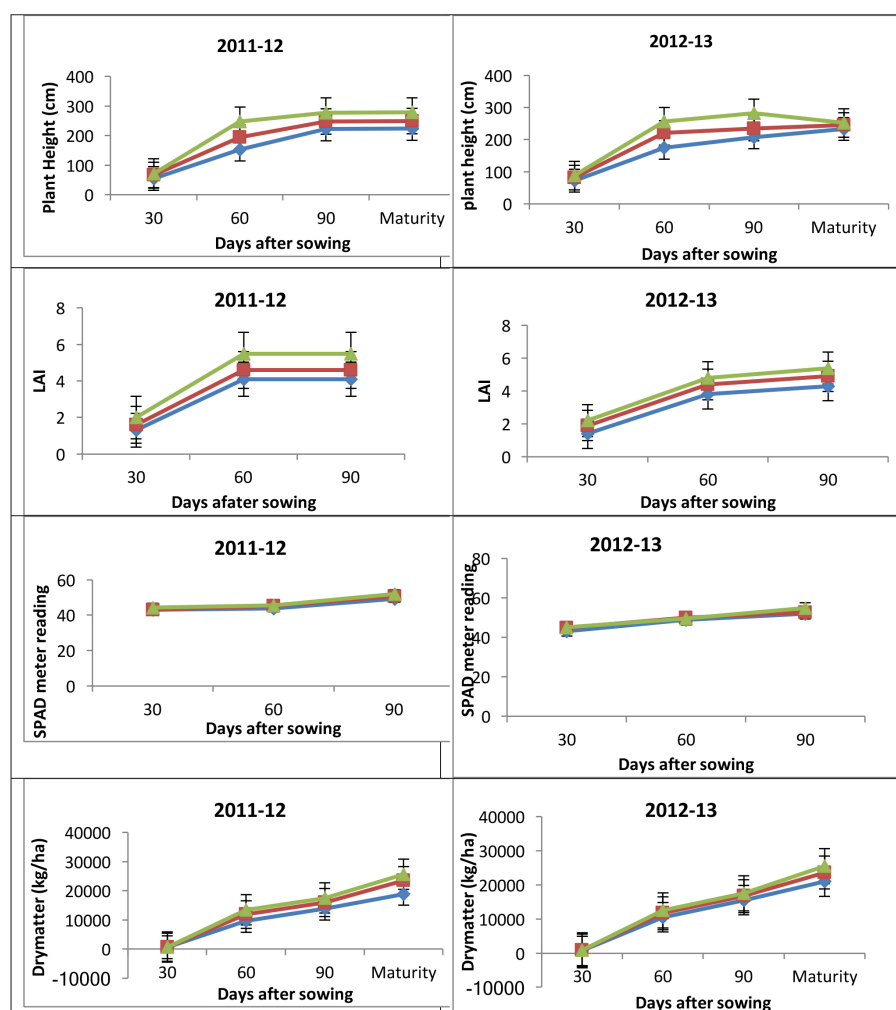 2011-12
Plant Height (cm)
400
300
200
100
0
30 60 90 Maturity
Days after sowing
2012-13
plant height (cm)
400
300
200
100
0
30 60 90 Maturity
Days after sowing
2011-12
LAI
8
6
4
2
0
30 60 90
Days afater sowing
2012-13
LAI
8
6
4
2
0
30 60 90
Days after sowing
2011-12
SPAD meter reading
60
40
20
0
30 60 90
Days after sowing
2012-13
SPAD meter reading
80
60
40
20
0
30 60 90
Days after sowing
2011-12
Drymatter (kg/ha)
40000
30000
20000
10000
0
-10000
30 60 90 Maturity
Days after sowing
2012-13
Drymatter (kg/ha)
40000
30000
20000
10000
0
-10000
30 60 90 Maturity
Days after sowing